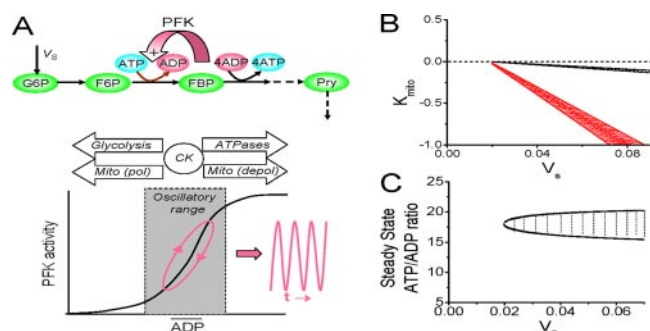 A
PFK
+
Vs
ATP
ADP
4ADP
4ATP
G6P
F6P
FBP
Pry
Glycolysis
ATPases
CK
Mito (pol)
Mito (depol)
Oscillatory
range
PFK activity
t →
ADP
B
0.0
-0.5
-1.0
Kmito
0.00
0.04
0.08
Vs
C
Steady State
ATP/ADP ratio
25
20
15
10
0.00
0.02
0.04
0.06